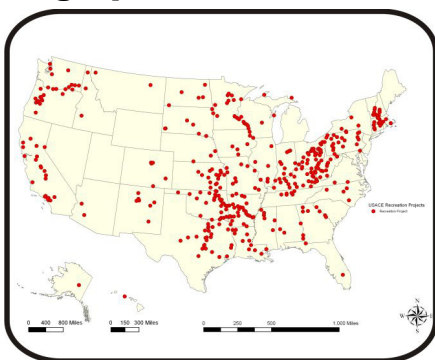 USACE Recreation Projects
Recreation Project
N
W
S
0 400 800 Miles
0 150 300 Miles
0 250 500 1,000 Miles